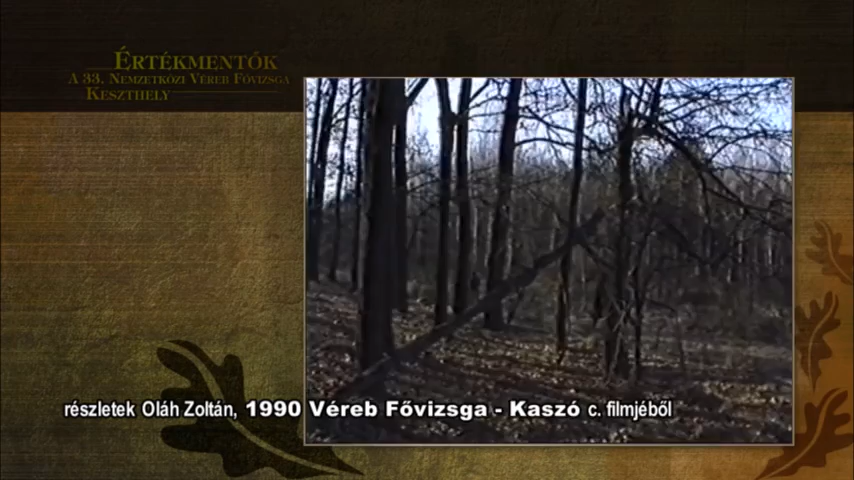 ÉRTÉKMENTŐK
A 33. NEMZETKÖZI VÉREB FŐVIZSGA
KESZTHELY
részletek Oláh Zoltán, 1990 Véreb Fővizsga - Kaszó c. filmjéből